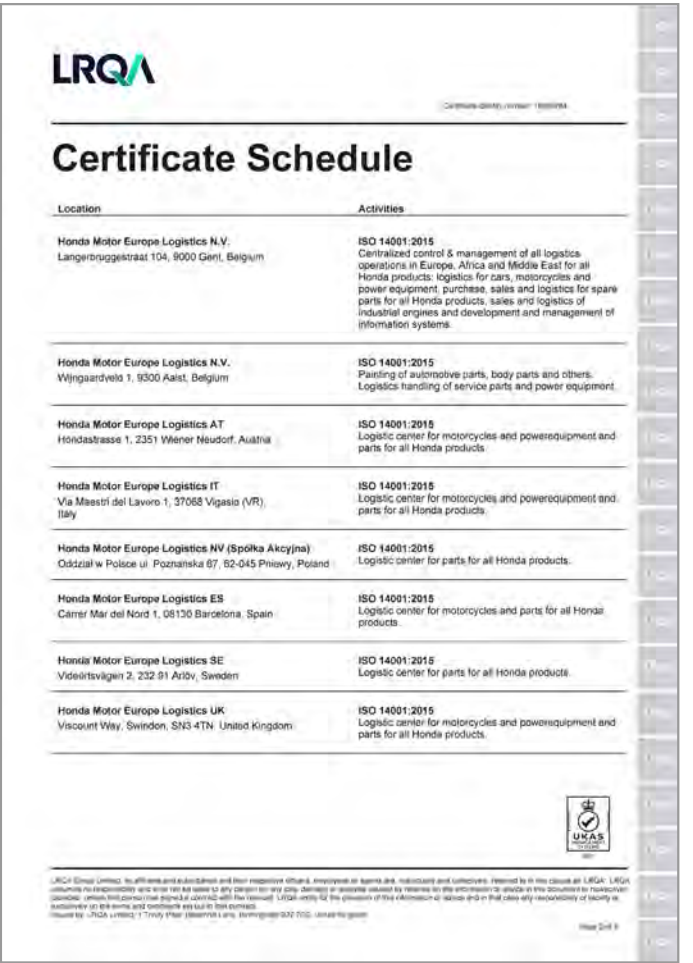 LRQA
Certificate Schedule
Location Activities
Honda Motor Europe Logistics N.V.
Langerbruggestraat 104, 9000 Gent, Belgium
ISO 14001:2015
Centralized control & management of all logistics
operations in Europe, Africa and Middle East for all
Honda products: logistics for cars, motorcycles and
power equipment, purchase, sales and logistics for spare
parts for all Honda products, sales and logistics of
industrial engines and development and management of
information systems.
Honda Motor Europe Logistics N.V.
Wijngaardveld 1, 9300 Aalst, Belgium
ISO 14001:2015
Painting of automotive parts, body parts and others.
Logistics handling of service parts and power equipment.
Honda Motor Europe Logistics AT
Hondastrasse 1, 2351 Wiener Neudorf, Austria
ISO 14001:2015
Logistic center for motorcycles and powerequipment and
parts for all Honda products.
Honda Motor Europe Logistics IT
Via Maestri del Lavoro 1, 37068 Vigasio (VR),
Italy
ISO 14001:2015
Logistic center for motorcycles and powerequipment and
parts for all Honda products.
Honda Motor Europe Logistics NV (Spółka Akcyjna)
Oddział w Polsce ul. Poznanska 67, 62-045 Pniewy, Poland
ISO 14001:2015
Logistic center for parts for all Honda products.
Honda Motor Europe Logistics ES
Carrer Mar del Nord 1, 08130 Barcelona, Spain
ISO 14001:2015
Logistic center for motorcycles and parts for all Honda
products.
Honda Motor Europe Logistics SE
Videörtsvägen 2, 232 91 Arlöv, Sweden
ISO 14001:2015
Logistic center for parts for all Honda products.
Honda Motor Europe Logistics UK
Viscount Way, Swindon, SN3 4TN, United Kingdom
ISO 14001:2015
Logistic center for motorcycles and powerequipment and
parts for all Honda products.
UKAS
MANAGEMENT
SYSTEMS